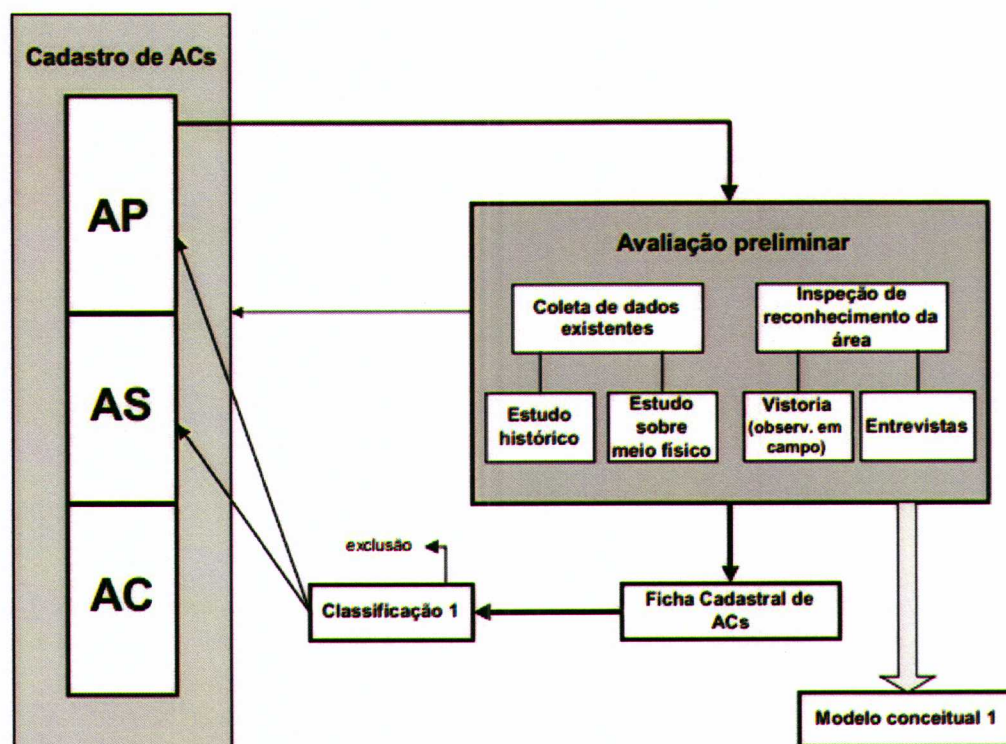 Cadastro de ACs
AP
AS
AC
Avaliação preliminar
Coleta de dados
existentes
Inspeção de
reconhecimento da
área
Estudo
histórico
Estudo
sobre
meio físico
Vistoria
(observ. em
campo)
Entrevistas
exclusão
Classificação 1
Ficha Cadastral de
ACs
Modelo conceitual 1